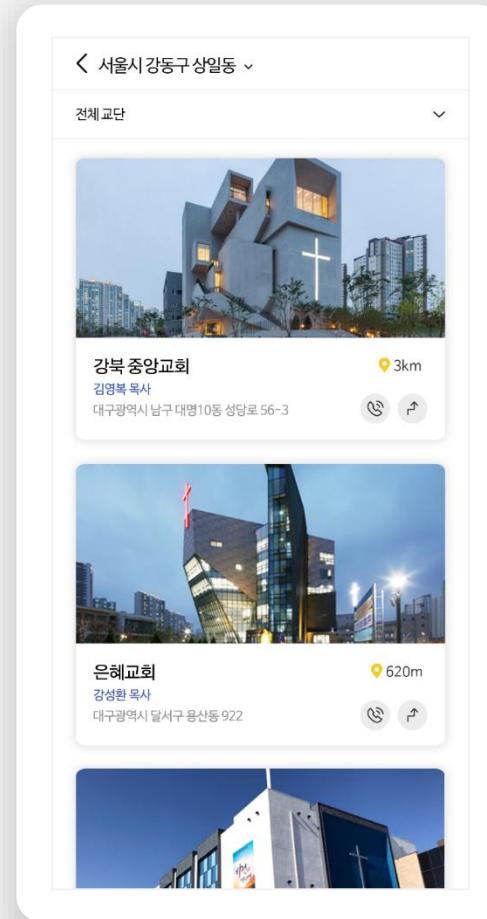 서울시 강동구 상일동
전체 교단
강북 중앙교회
3km
김영복 목사
대구광역시 남구 대명10동 성당로 56-3
은혜교회
620m
강성환 목사
대구광역시 달서구 용산동 922